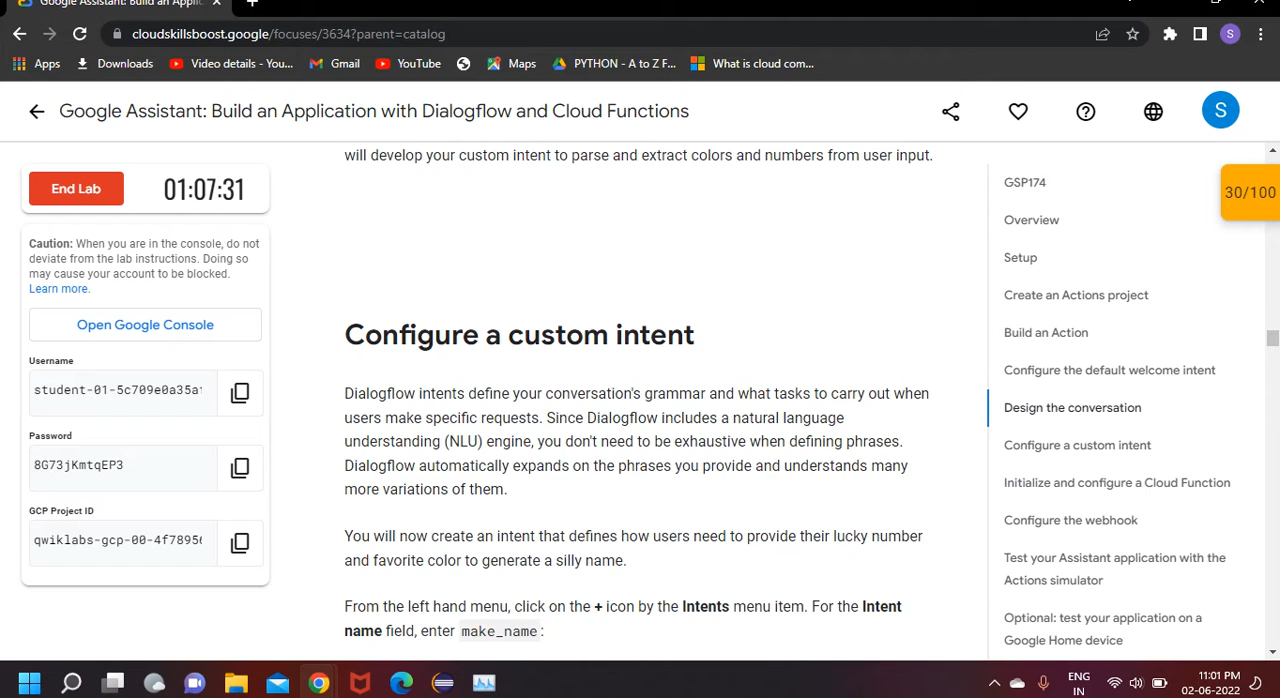 Google Assistant: Build an Applic
cloudskillsboost.google/focuses/3634?parent=catalog
Apps
Downloads
Video details - You...
Gmail
YouTube
Maps
PYTHON - A to Z F...
What is cloud com...
S
Google Assistant: Build an Application with Dialogflow and Cloud Functions
S
will develop your custom intent to parse and extract colors and numbers from user input.
End Lab
01:07:31
Caution: When you are in the console, do not
deviate from the lab instructions. Doing so
may cause your account to be blocked.
Learn more.
Open Google Console
Username
student-01-5c709e0a35a
Password
8G73jKmtqEP3
GCP Project ID
qwiklabs-gcp-00-4f7895
Configure a custom intent
Dialogflow intents define your conversation's grammar and what tasks to carry out when
users make specific requests. Since Dialogflow includes a natural language
understanding (NLU) engine, you don't need to be exhaustive when defining phrases.
Dialogflow automatically expands on the phrases you provide and understands many
more variations of them.
You will now create an intent that defines how users need to provide their lucky number
and favorite color to generate a silly name.
From the left hand menu, click on the + icon by the Intents menu item. For the Intent
name field, enter make_name:
GSP174
Overview
Setup
Create an Actions project
Build an Action
Configure the default welcome intent
Design the conversation
Configure a custom intent
Initialize and configure a Cloud Function
Configure the webhook
Test your Assistant application with the
Actions simulator
Optional: test your application on a
Google Home device
30/100
ENG
IN
11:01 PM
02-06-2022